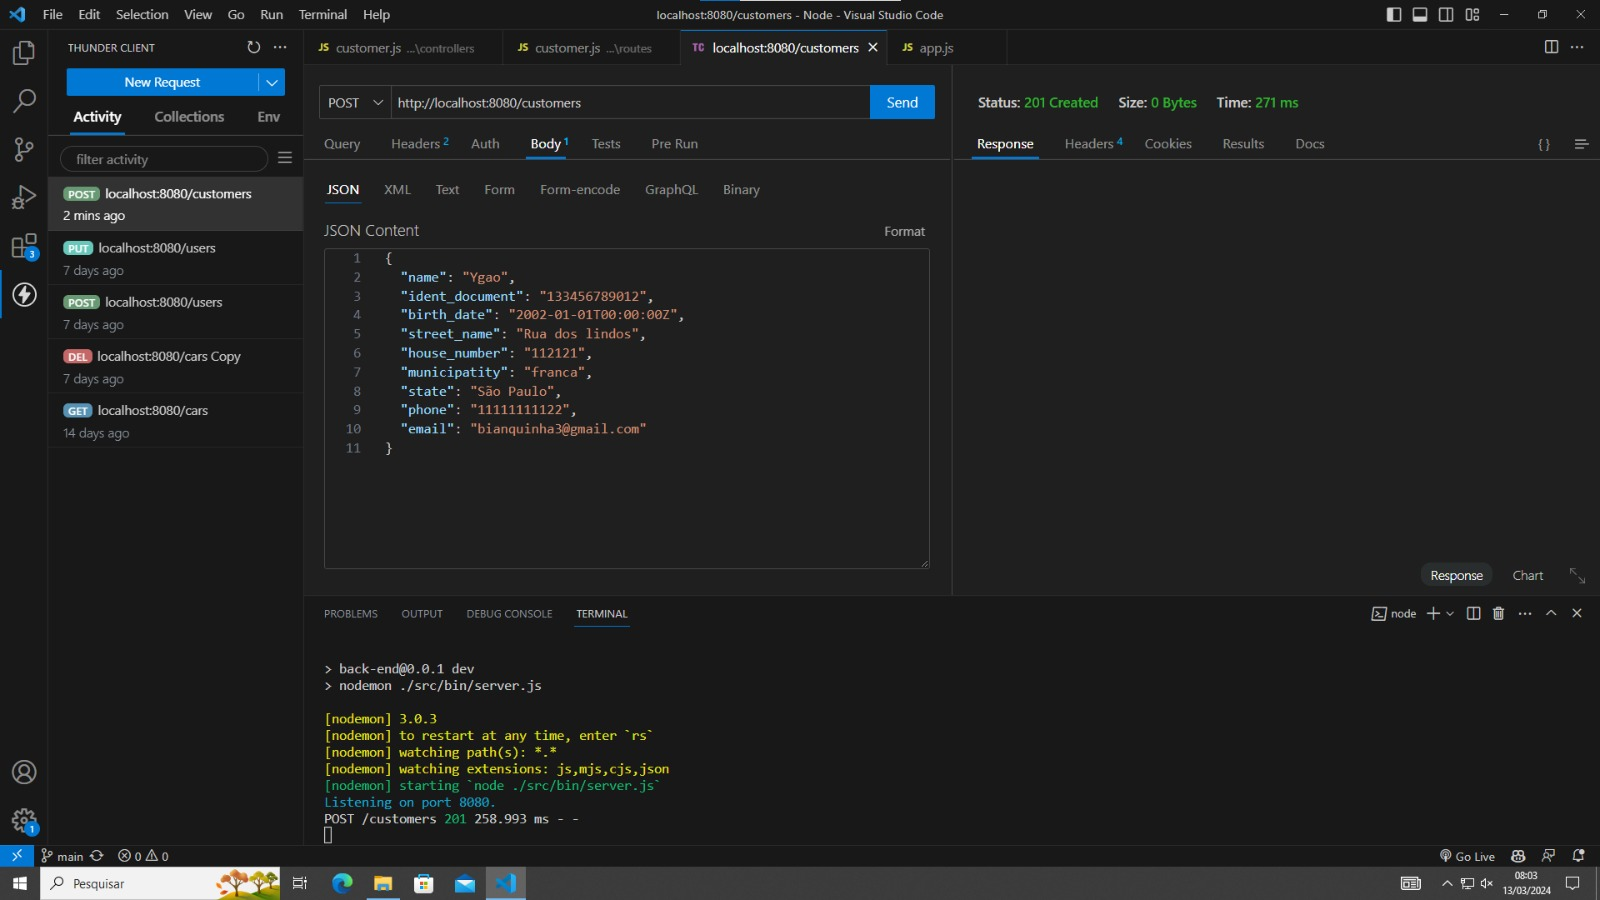 File Edit Selection View Go Run Terminal Help
localhost:8080/customers - Node - Visual Studio Code
THUNDER CLIENT
New Request
Activity Collections Env
filter activity
POST localhost:8080/customers
2 mins ago
PUT localhost:8080/users
7 days ago
POST localhost:8080/users
7 days ago
DEL localhost:8080/cars Copy
7 days ago
GET localhost:8080/cars
14 days ago
3
1
JS customer.js ...\controllers
JS customer.js ...\routes
TC localhost:8080/customers
JS app.js
POST http://localhost:8080/customers Send
Query Headers 2 Auth Body 1 Tests Pre Run
JSON XML Text Form Form-encode GraphQL Binary
JSON Content Format
1 {
2 "name": "Ygao",
3 "ident_document": "133456789012",
4 "birth_date": "2002-01-01T00:00:00Z",
5 "street_name": "Rua dos lindos",
6 "house_number": "112121",
7 "municipatity": "franca",
8 "state": "São Paulo",
9 "phone": "11111111122",
10 "email": "bianquinha3@gmail.com"
11 }
Status: 201 Created Size: 0 Bytes Time: 271 ms
Response Headers 4 Cookies Results Docs { }
Response Chart
PROBLEMS OUTPUT DEBUG CONSOLE TERMINAL
node
> back-end@0.0.1 dev
> nodemon ./src/bin/server.js
[nodemon] 3.0.3
[nodemon] to restart at any time, enter `rs`
[nodemon] watching path(s): *.*
[nodemon] watching extensions: js,mjs,cjs,json
[nodemon] starting `node ./src/bin/server.js`
Listening on port 8080.
POST /customers 201 258.993 ms - -
main 0 0
Go Live
Pesquisar
08:03
13/03/2024